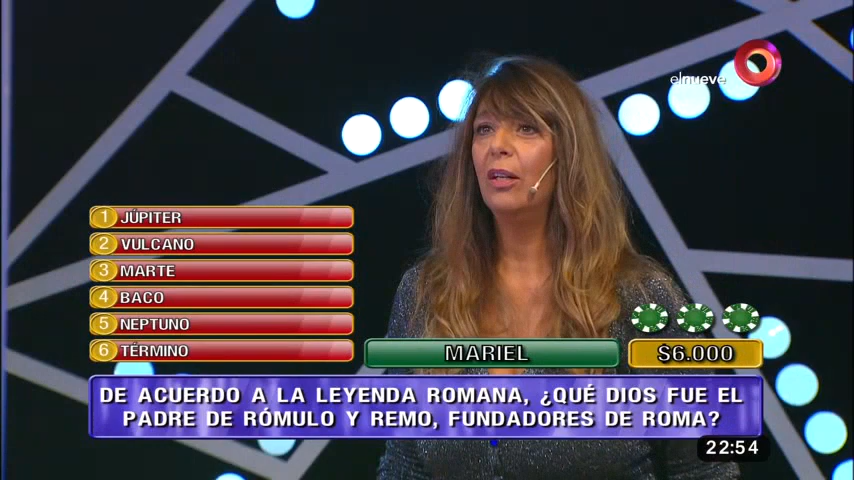 elnueve
1 JÚPITER
2 VULCANO
3 MARTE
4 BACO
5 NEPTUNO
6 TÉRMINO
MARIEL
$6.000
DE ACUERDO A LA LEYENDA ROMANA, ¿QUÉ DIOS FUE EL
PADRE DE RÓMULO Y REMO, FUNDADORES DE ROMA?
22:54